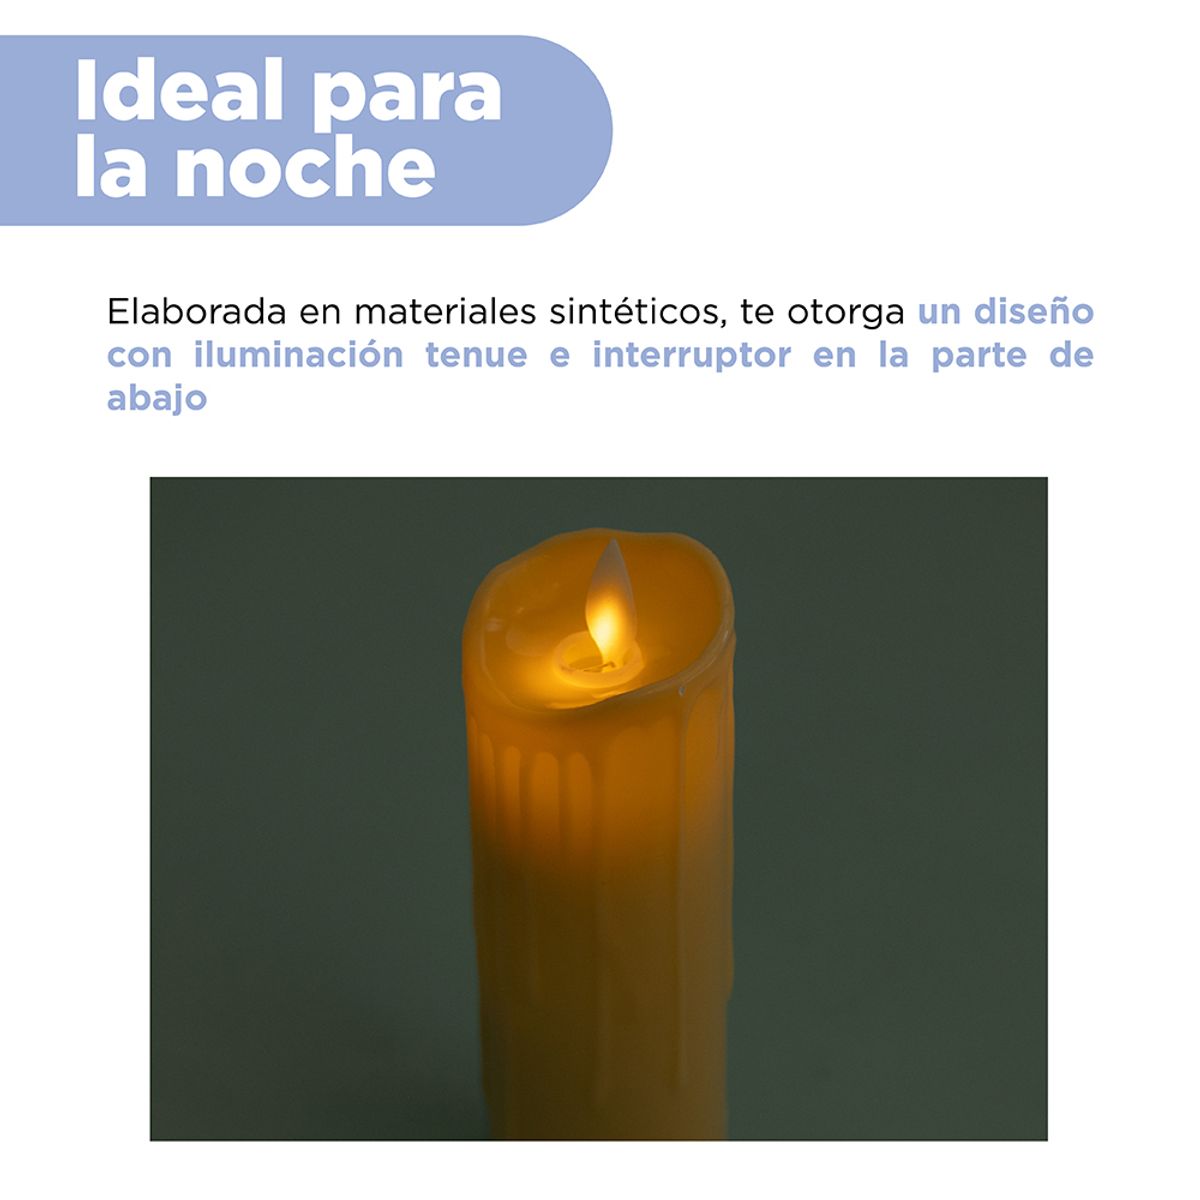 Ideal para
la noche
Elaborada en materiales sintéticos, te otorga un diseño
con iluminación tenue e interruptor en la parte de
abajo